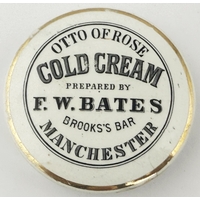 OTTO OF ROSE
COLD CREAM
PREPARED BY
F. W. BATES
BROOKS'S BAR
MANCHESTER